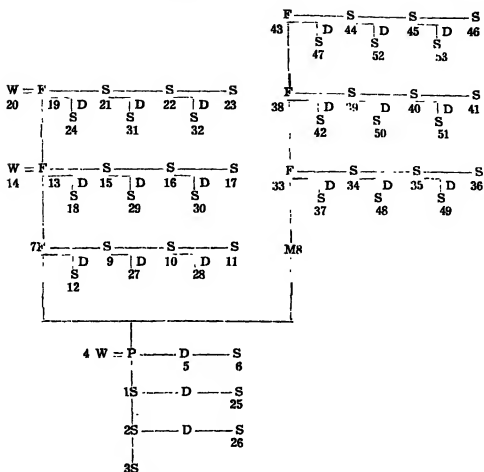 F S S S
43 D 44 D 45 D 46
S S S
47 52 53
W = F S S S
20 19 D 21 D 22 D 23
S S S
24 31 32
F S S S
38 D 39 D 40 D 41
S S S
42 50 51
W = F S S S
14 13 D 15 D 16 D 17
S S S
18 29 30
F S S S
33 D 34 D 35 D 36
S S S
37 48 49
7F S S S
D 9 D 10 D 11
S 27 28
12
M8
4 W = P D S
5 6
1S D S
25
2S D S
26
3S